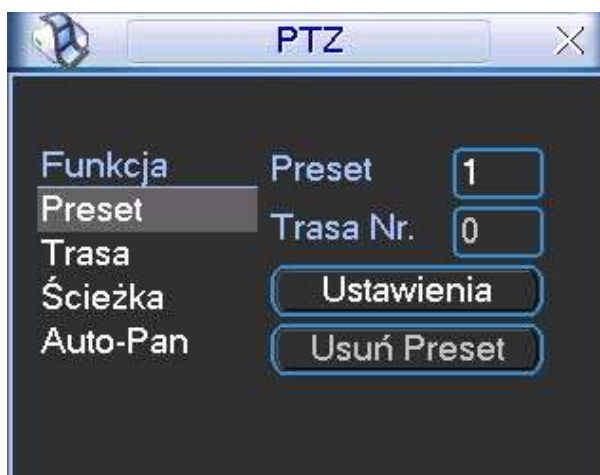 PTZ
Funkcja
Preset
Trasa
Ścieżka
Auto-Pan
Preset 1
Trasa Nr. 0
Ustawienia
Usuń Preset